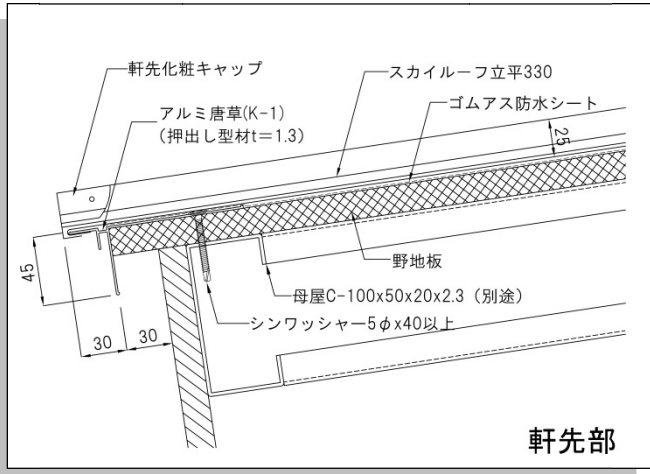 軒先化粧キャップ
スカイルーフ立平330
ゴムアス防水シート
アルミ唐草(K-1)
(押出し型材t=1.3)
25
野地板
45
母屋C-100x50x20x2.3(別途)
シンワッシャー5φx40以上
30
30
軒先部